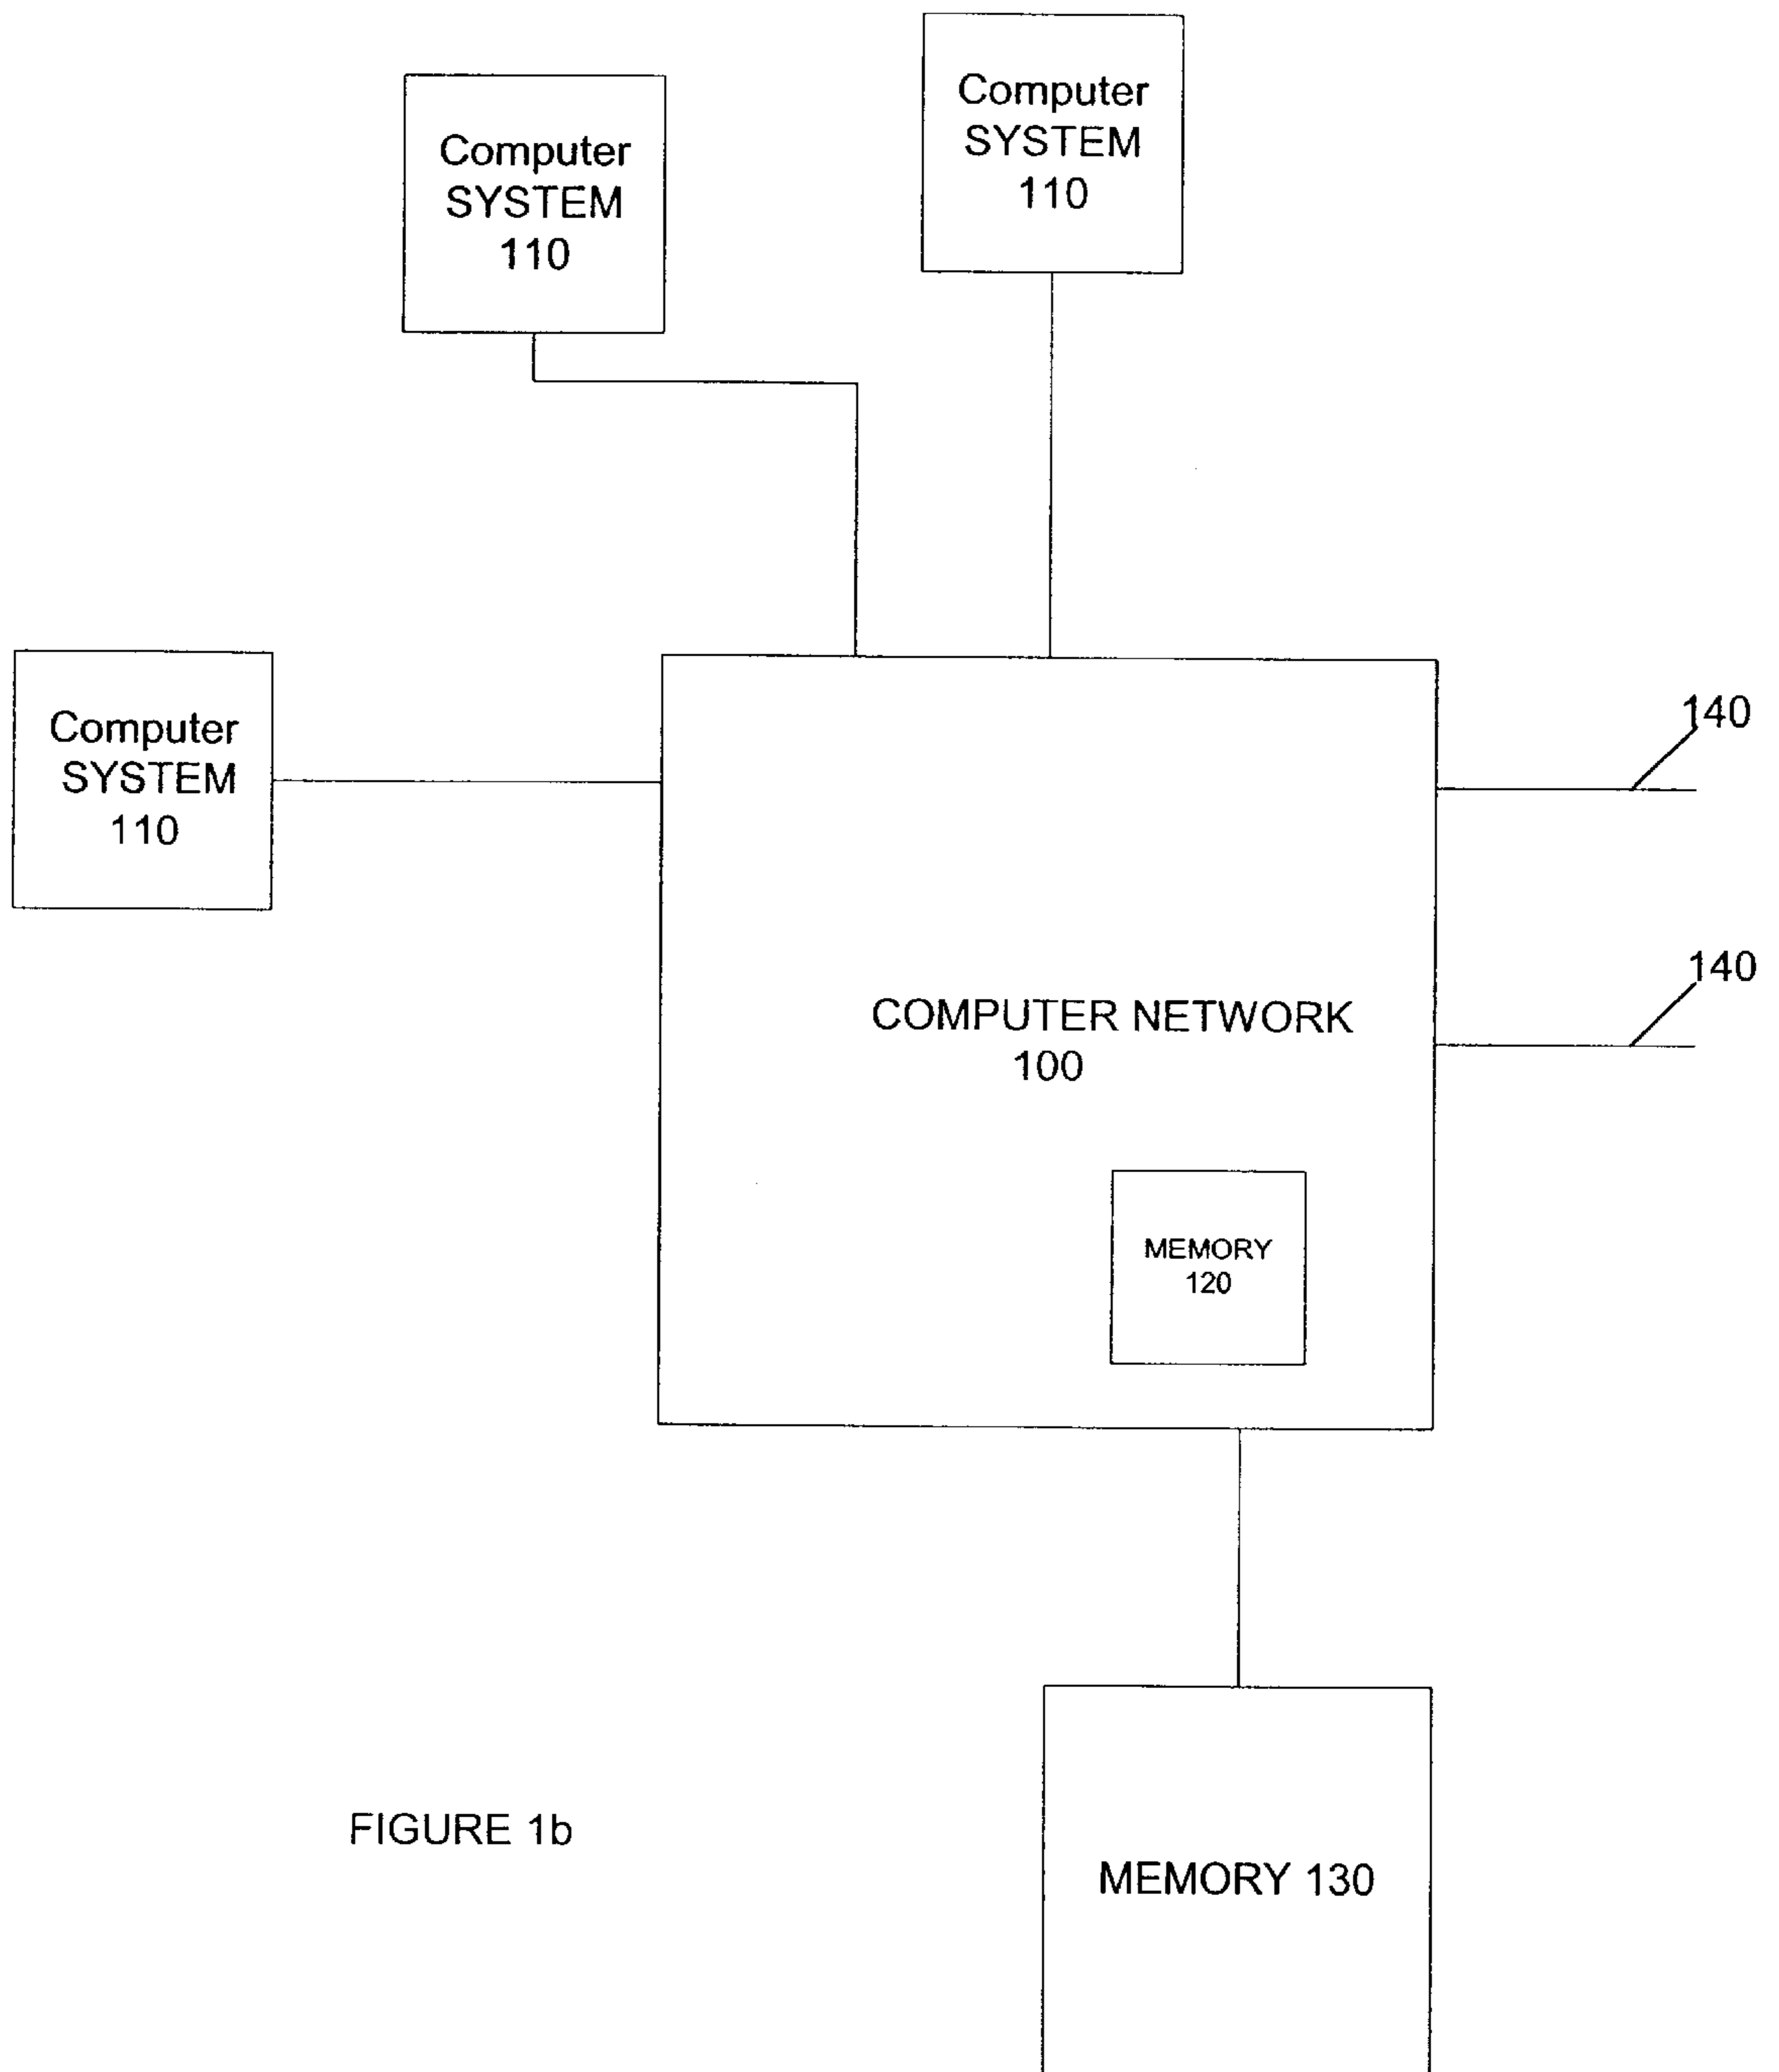 Computer
SYSTEM
110
Computer
SYSTEM
110
Computer
SYSTEM
110
140
140
COMPUTER NETWORK
100
MEMORY
120
FIGURE 1b
MEMORY 130